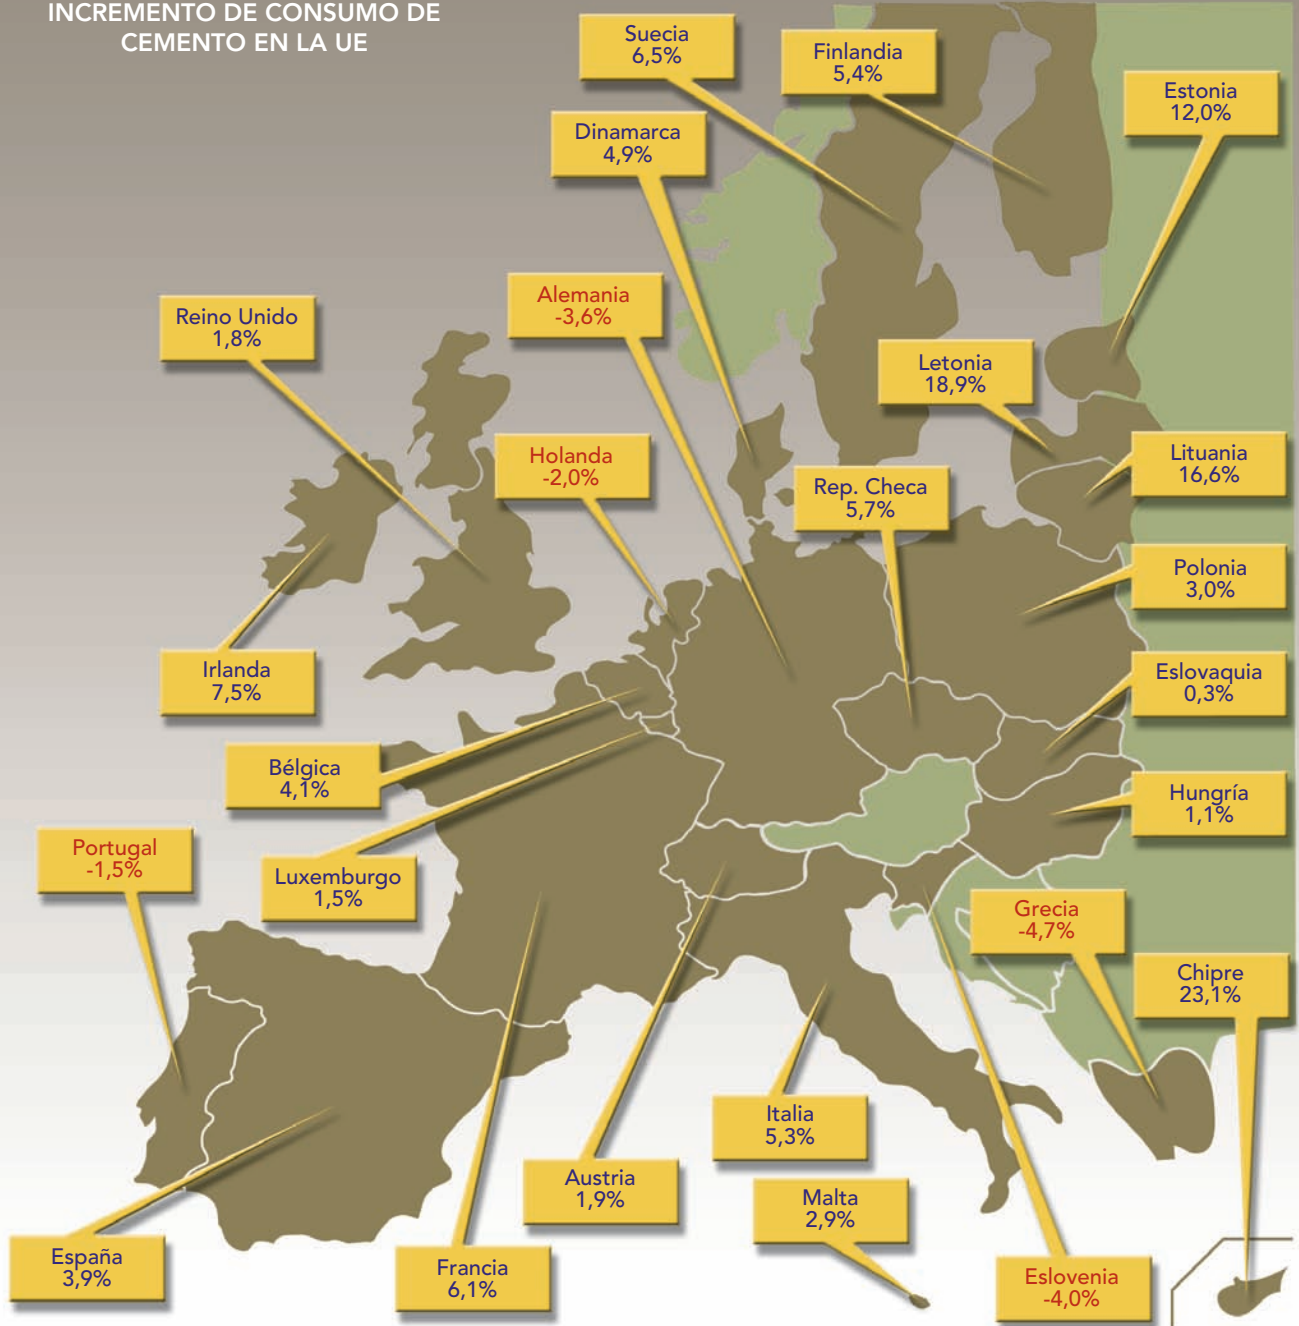 INCREMENTO DE CONSUMO DE
CEMENTO EN LA UE
Suecia
6,5%
Finlandia
5,4%
Estonia
12,0%
Dinamarca
4,9%
Alemania
-3,6%
Reino Unido
1,8%
Letonia
18,9%
Holanda
-2,0%
Lituania
16,6%
Rep. Checa
5,7%
Polonia
3,0%
Irlanda
7,5%
Eslovaquia
0,3%
Bélgica
4,1%
Hungría
1,1%
Portugal
-1,5%
Luxemburgo
1,5%
Grecia
-4,7%
Chipre
23,1%
Italia
5,3%
Austria
1,9%
Malta
2,9%
España
3,9%
Francia
6,1%
Eslovenia
-4,0%